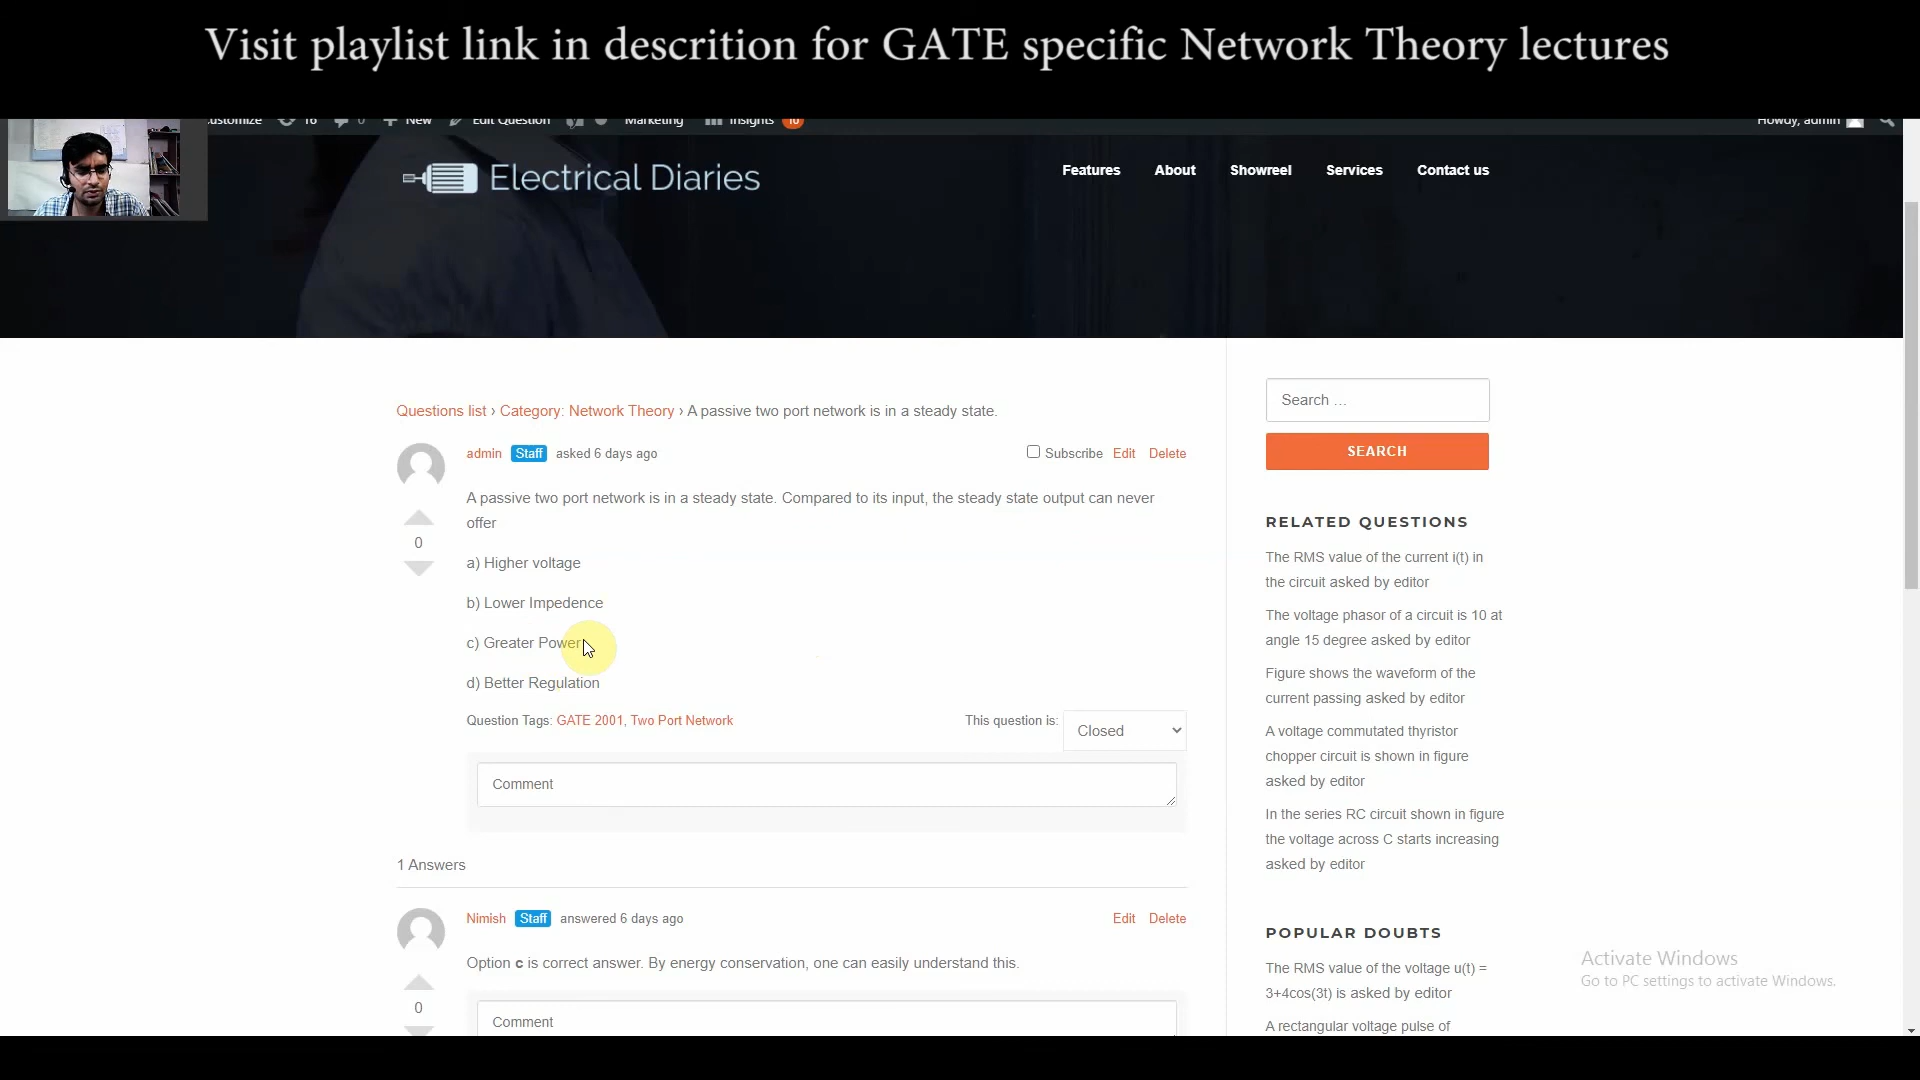 Visit playlist link in descrition for GATE specific Network Theory lectures
Customize 16 0 New Edit Question Marketing Insights 10 Howdy, admin
Electrical Diaries
Features About Showreel Services Contact us
Questions list › Category: Network Theory › A passive two port network is in a steady state.
admin Staff asked 6 days ago
Subscribe Edit Delete
A passive two port network is in a steady state. Compared to its input, the steady state output can never
offer
0
a) Higher voltage
b) Lower Impedence
c) Greater Power
d) Better Regulation
Question Tags: GATE 2001, Two Port Network
This question is: Closed
Comment
1 Answers
Nimish Staff answered 6 days ago
Edit Delete
Option c is correct answer. By energy conservation, one can easily understand this.
0
Comment
Search ...
SEARCH
RELATED QUESTIONS
The RMS value of the current i(t) in
the circuit asked by editor
The voltage phasor of a circuit is 10 at
angle 15 degree asked by editor
Figure shows the waveform of the
current passing asked by editor
A voltage commutated thyristor
chopper circuit is shown in figure
asked by editor
In the series RC circuit shown in figure
the voltage across C starts increasing
asked by editor
POPULAR DOUBTS
The RMS value of the voltage u(t) =
3+4cos(3t) is asked by editor
A rectangular voltage pulse of
Activate Windows
Go to PC settings to activate Windows.